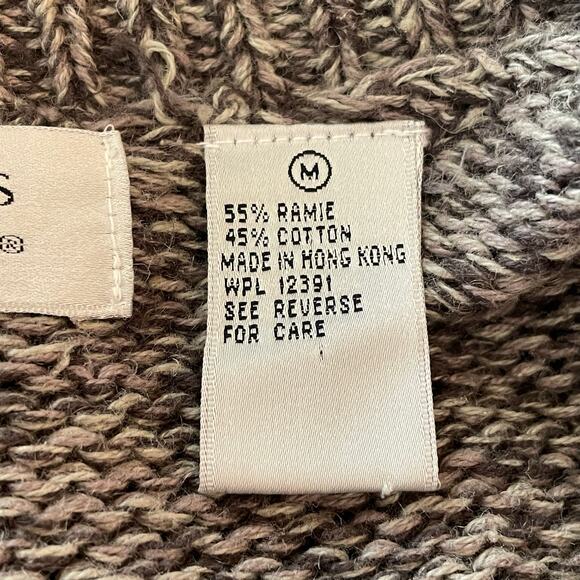 S
®
M
55% RAMIE
45% COTTON
MADE IN HONG KONG
WPL 12391
SEE REVERSE
FOR CARE